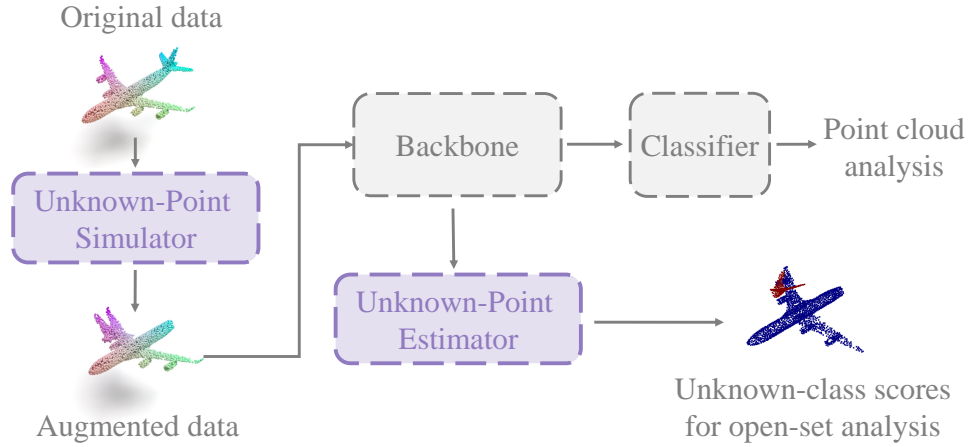 Original data
Unknown-Point
Simulator
Augmented data
Backbone
Classifier
Point cloud
analysis
Unknown-Point
Estimator
Unknown-class scores
for open-set analysis